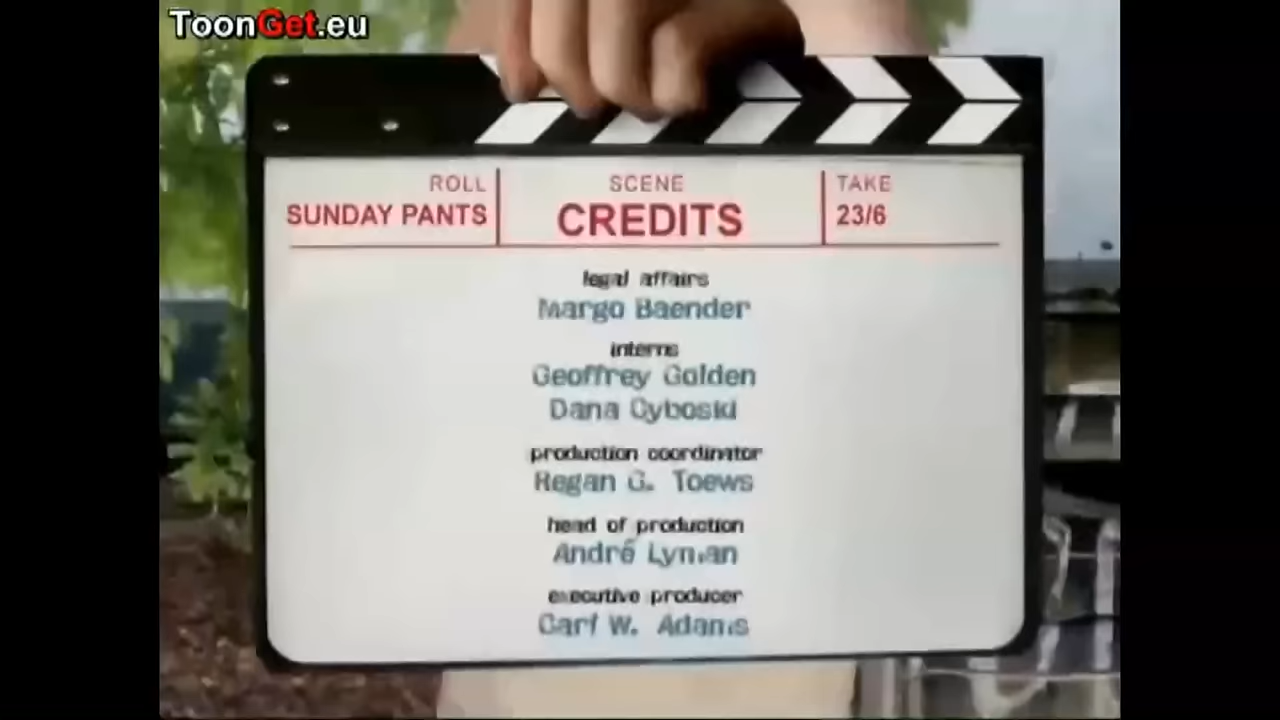 ToonGet.eu
ROLL
SUNDAY PANTS
SCENE
CREDITS
TAKE
23/6
legal affairs
Margo Baender
interns
Geoffrey Golden
Dana Cyboski
production coordinator
Regan G. Toews
head of production
André Lyman
executive producer
Carl W. Adams